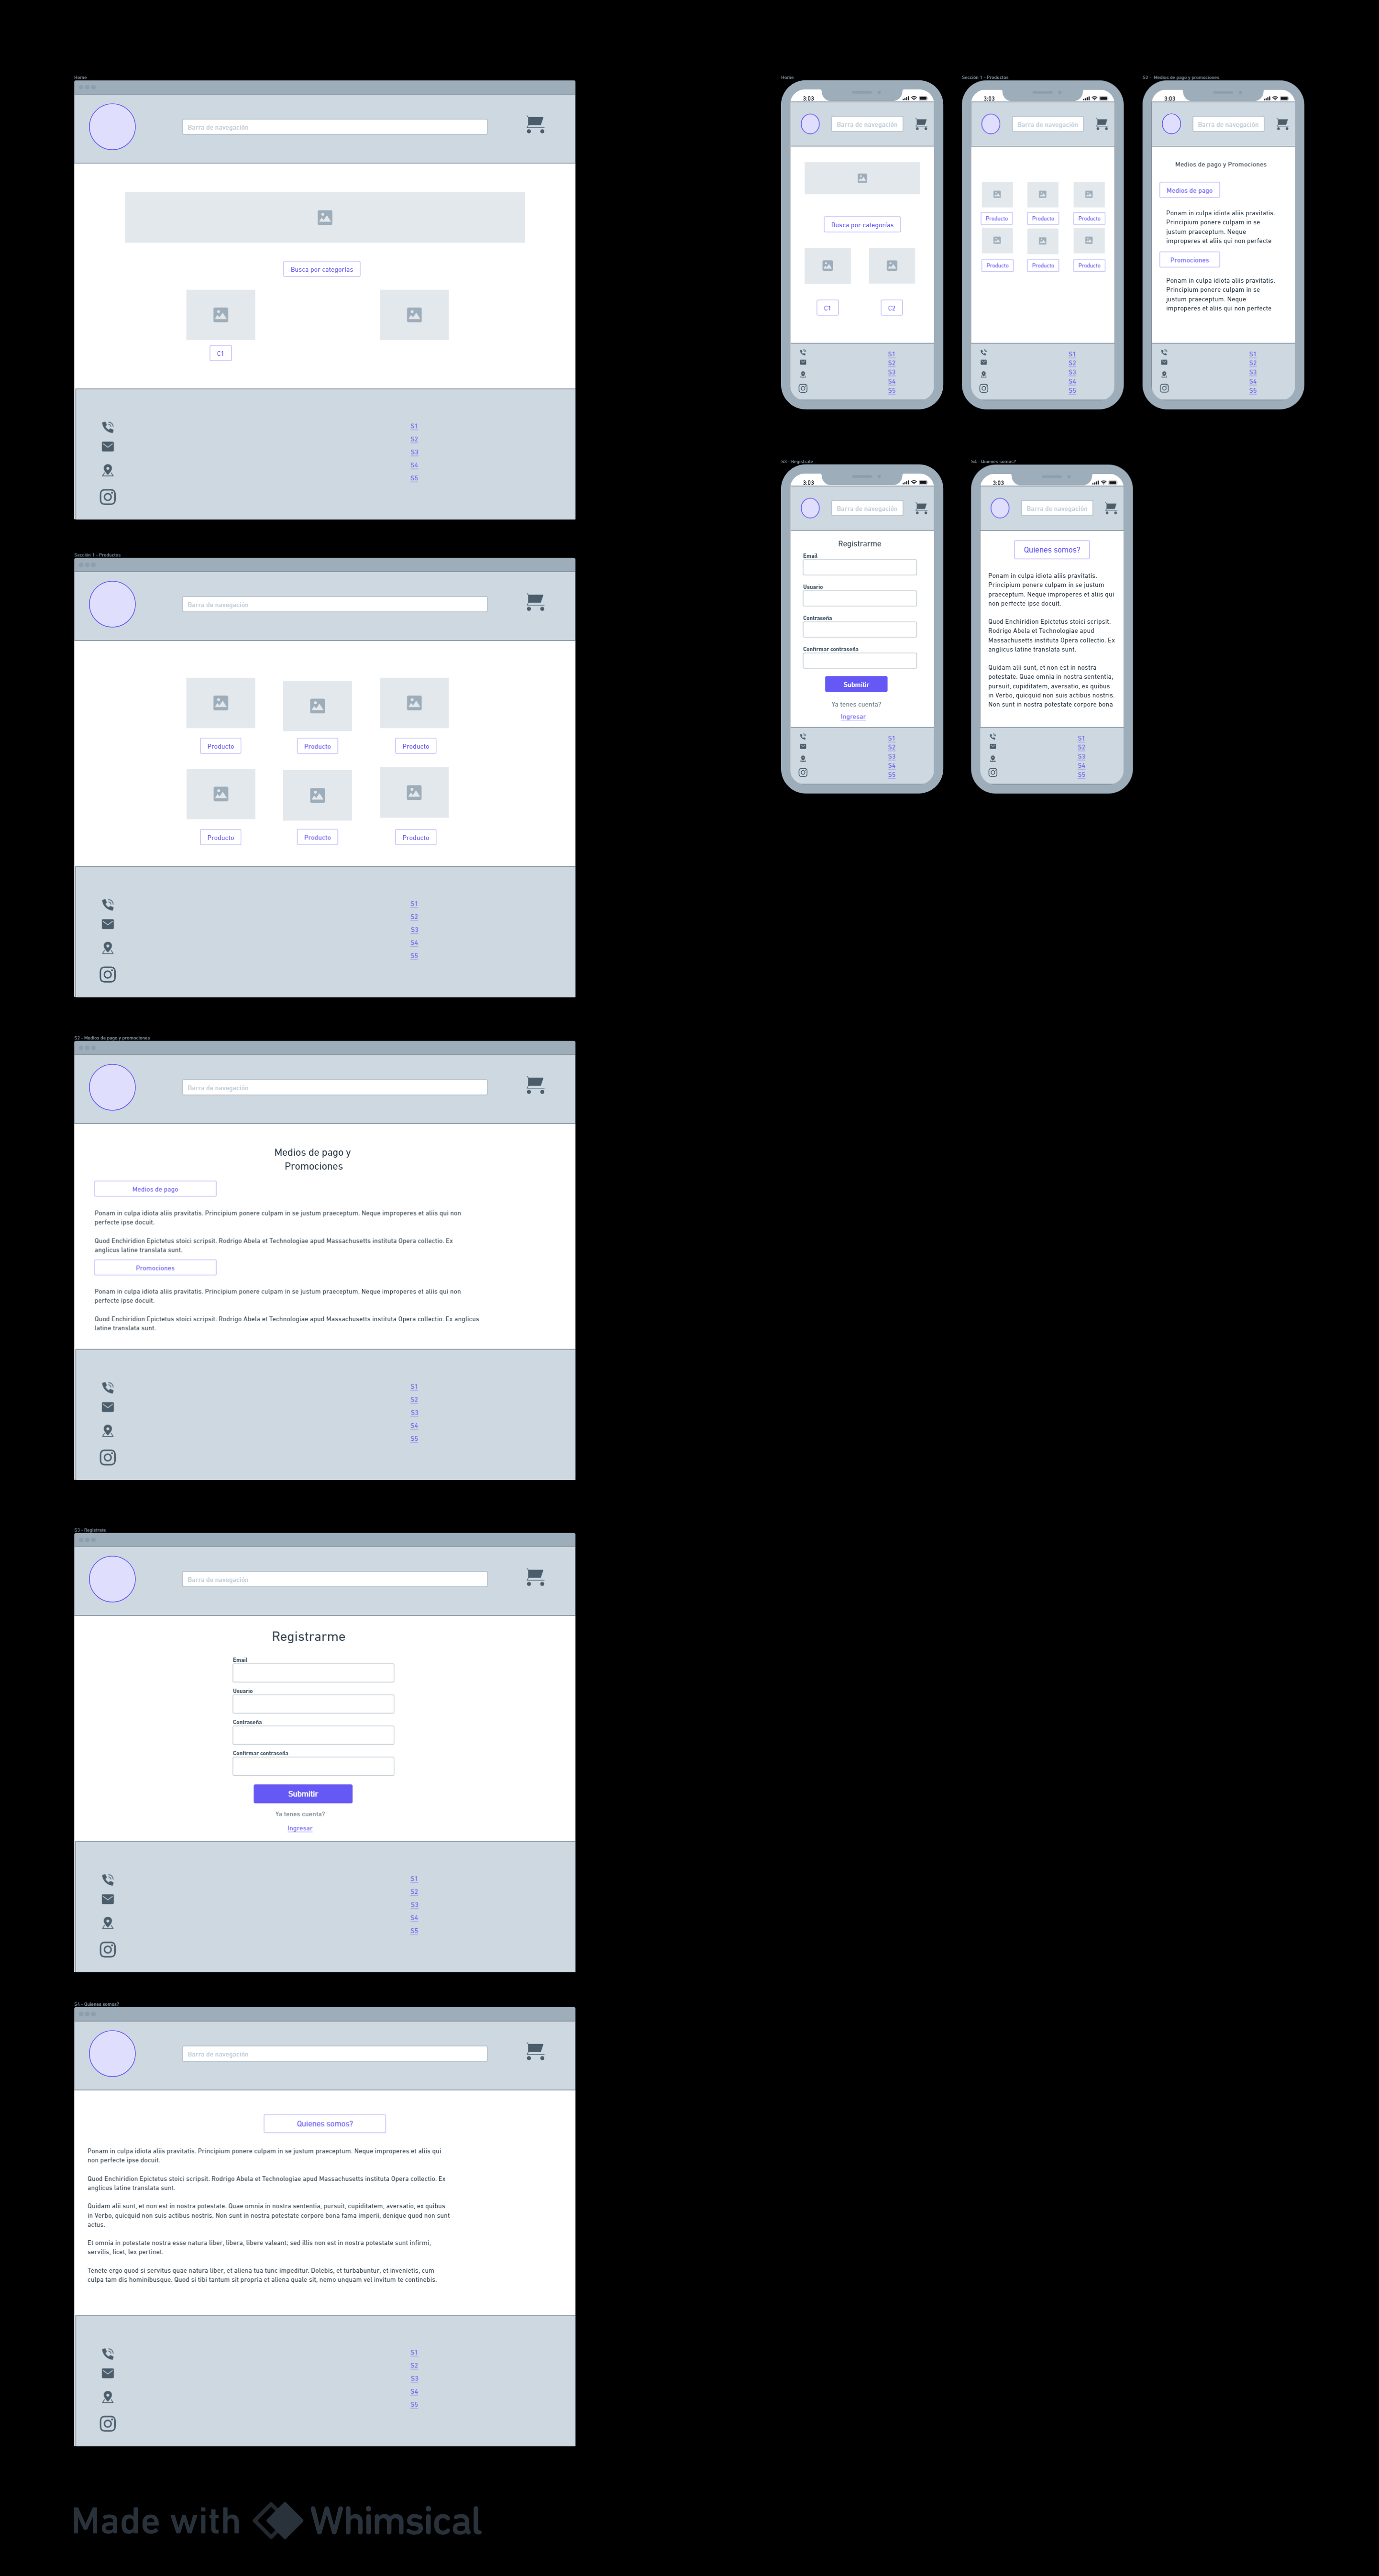 Home
Barra de navegación
Busca por categorías
C1
S1
S2
S3
S4
S5
Sección 1 - Productos
Barra de navegación
Producto
Producto
Producto
Producto
Producto
Producto
S1
S2
S3
S4
S5
S2 - Medios de pago y promociones
Barra de navegación
Medios de pago y
Promociones
Medios de pago
Ponam in culpa idiota aliis pravitatis. Principium ponere culpam in se justum praeceptum. Neque improperes et aliis qui non
perfecte ipse docuit.
Quod Enchiridion Epictetus stoici scripsit. Rodrigo Abela et Technologiae apud Massachusetts instituta Opera collectio. Ex
anglicus latine translata sunt.
Promociones
Ponam in culpa idiota aliis pravitatis. Principium ponere culpam in se justum praeceptum. Neque improperes et aliis qui non
perfecte ipse docuit.
Quod Enchiridion Epictetus stoici scripsit. Rodrigo Abela et Technologiae apud Massachusetts instituta Opera collectio. Ex anglicus
latine translata sunt.
S1
S2
S3
S4
S5
S3 - Registrate
Barra de navegación
Registrarme
Email
Usuario
Contraseña
Confirmar contraseña
Submitir
Ya tenes cuenta?
Ingresar
S1
S2
S3
S4
S5
S4 - Quienes somos?
Barra de navegación
Quienes somos?
Ponam in culpa idiota aliis pravitatis. Principium ponere culpam in se justum praeceptum. Neque improperes et aliis qui
non perfecte ipse docuit.
Quod Enchiridion Epictetus stoici scripsit. Rodrigo Abela et Technologiae apud Massachusetts instituta Opera collectio. Ex
anglicus latine translata sunt.
Quidam alii sunt, et non est in nostra potestate. Quae omnia in nostra sententia, pursuit, cupiditatem, aversatio, ex quibus
in Verbo, quicquid non suis actibus nostris. Non sunt in nostra potestate corpore bona fama imperii, denique quod non sunt
actus.
Et omnia in potestate nostra esse natura liber, libera, libere valeant; sed illis non est in nostra potestate sunt infirmi,
servilis, licet, lex pertinet.
Tenete ergo quod si servitus quae natura liber, et aliena tua tunc impeditur. Dolebis, et turbabuntur, et invenietis, cum
culpa tam dis hominibusque. Quod si tibi tantum sit propria et aliena quale sit, nemo unquam vel invitum te continebis.
S1
S2
S3
S4
S5
Home
3:03
Barra de navegación
Busca por categorías
C1
C2
S1
S2
S3
S4
S5
Sección 1 - Productos
3:03
Barra de navegación
Producto
Producto
Producto
Producto
Producto
Producto
S1
S2
S3
S4
S5
S2 - Medios de pago y promociones
3:03
Barra de navegación
Medios de pago y Promociones
Medios de pago
Ponam in culpa idiota aliis pravitatis.
Principium ponere culpam in se
justum praeceptum. Neque
improperes et aliis qui non perfecte
Promociones
Ponam in culpa idiota aliis pravitatis.
Principium ponere culpam in se
justum praeceptum. Neque
improperes et aliis qui non perfecte
S1
S2
S3
S4
S5
S3 - Registrate
3:03
Barra de navegación
Registrarme
Email
Usuario
Contraseña
Confirmar contraseña
Submitir
Ya tenes cuenta?
Ingresar
S1
S2
S3
S4
S5
S4 - Quienes somos?
3:03
Barra de navegación
Quienes somos?
Ponam in culpa idiota aliis pravitatis.
Principium ponere culpam in se justum
praeceptum. Neque improperes et aliis qui
non perfecte ipse docuit.
Quod Enchiridion Epictetus stoici scripsit.
Rodrigo Abela et Technologiae apud
Massachusetts instituta Opera collectio. Ex
anglicus latine translata sunt.
Quidam alii sunt, et non est in nostra
potestate. Quae omnia in nostra sententia,
pursuit, cupiditatem, aversatio, ex quibus
in Verbo, quicquid non suis actibus nostris.
Non sunt in nostra potestate corpore bona
S1
S2
S3
S4
S5
Made with Whimsical